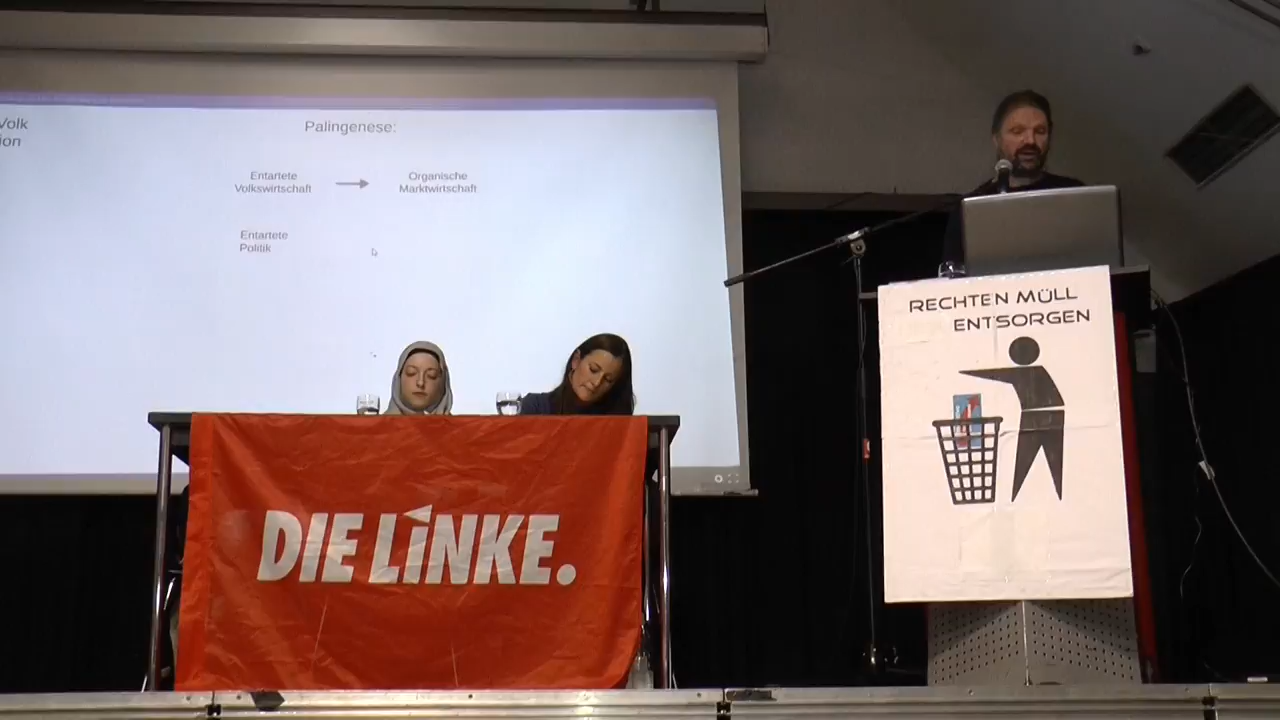 Volk
ion
Palingenese:
Entartete
Volkswirtschaft
Organische
Marktwirtschaft
Entartete
Politik
RECHTEN MÜLL
ENTSORGEN
DIE LINKE.